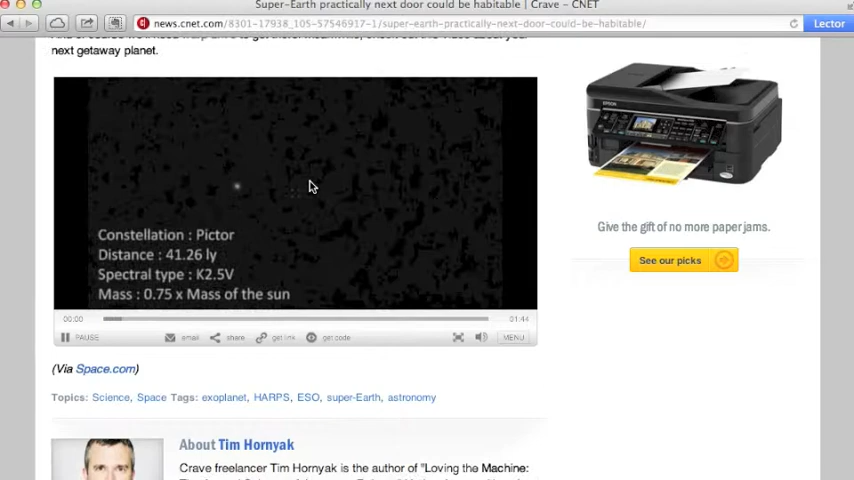 Super-Earth practically next door could be habitable | Crave – CNET
news.cnet.com/8301-17938_105-57546917-1/super-earth-practically-next-door-could-be-habitable/
Lector
next getaway planet.
Constellation : Pictor
Distance : 41.26 ly
Spectral type : K2.5V
Mass : 0.75 x Mass of the sun
EPSON
Give the gift of no more paper jams.
See our picks
00:00
01:44
PAUSE
email
share
get link
get code
MENU
(Via Space.com)
Topics: Science, Space Tags: exoplanet, HARPS, ESO, super-Earth, astronomy
About Tim Hornyak
Crave freelancer Tim Hornyak is the author of "Loving the Machine: